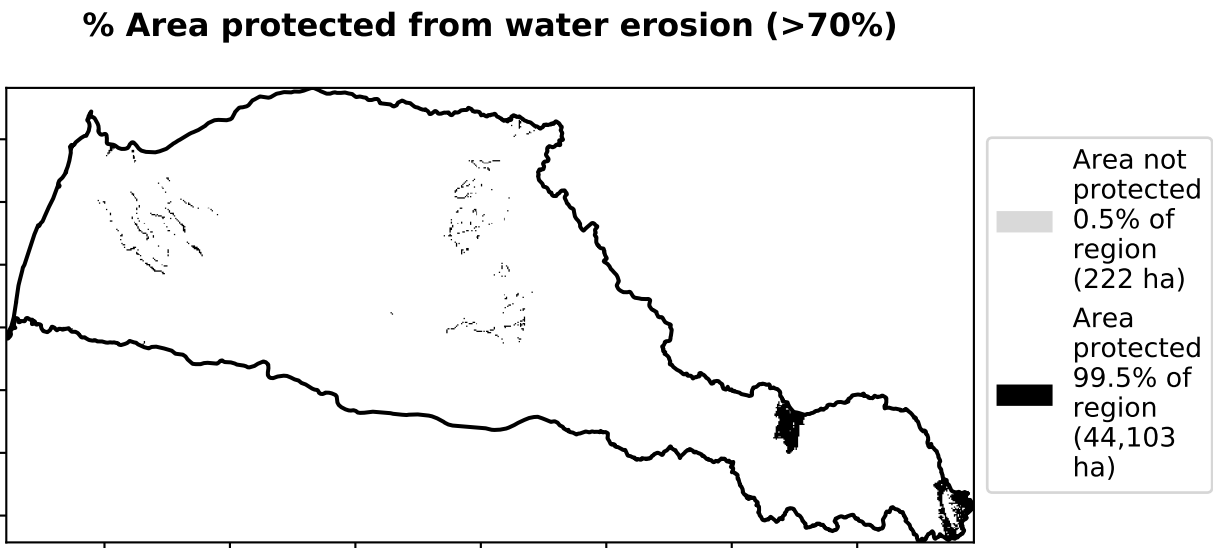 % Area protected from water erosion (>70%)
Area not
protected
0.5% of
region
(222 ha)
Area
protected
99.5% of
region
(44,103
ha)